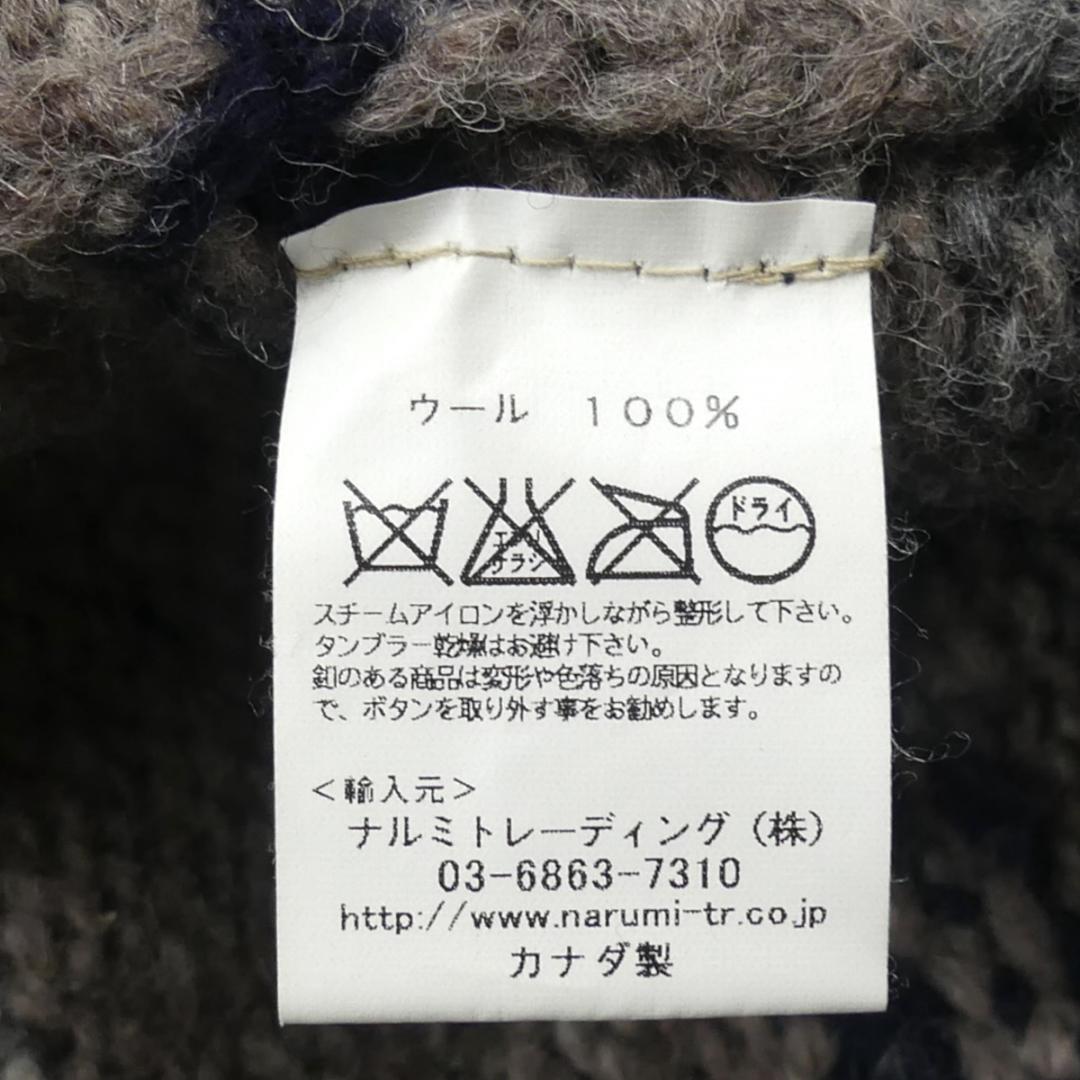 ウール　１００％
エンソ
サラシ
ドライ
スチームアイロンを浮かしながら整形して下さい。
タンブラー乾燥はお避け下さい。
釦のある商品は変形や色落ちの原因となりますの
で、ボタンを取り外す事をお勧めします。
＜輸入元＞
ナルミトレーディング（株）
03-6863-7310
http://www.narumi-tr.co.jp
カナダ製